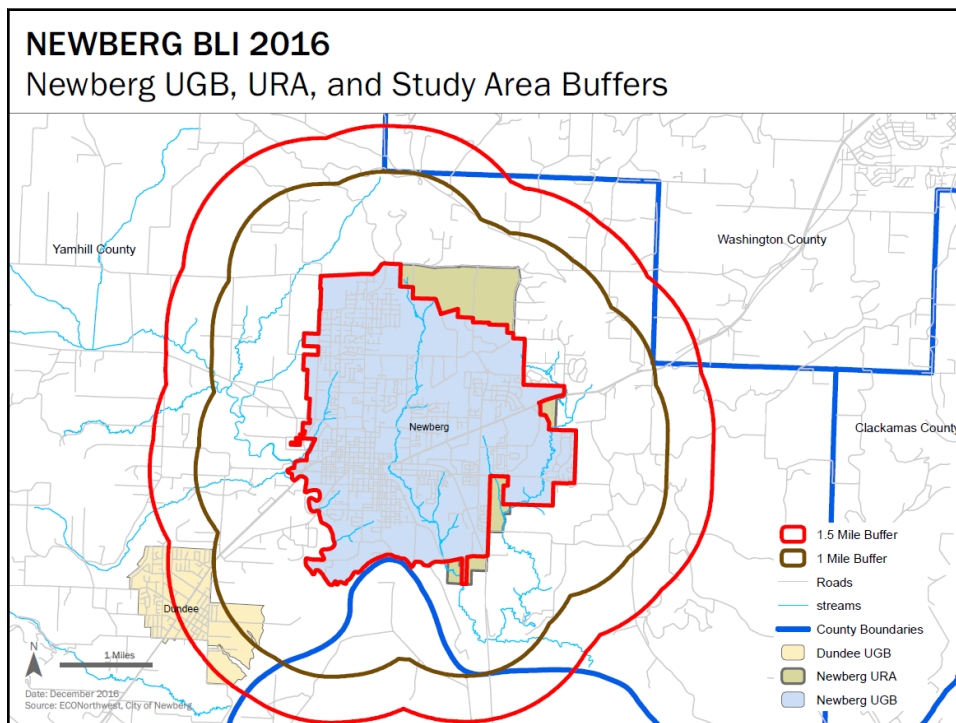 NEWBERG BLI 2016
Newberg UGB, URA, and Study Area Buffers
Yamhill County
Washington County
Newberg
Clackamas County
Dundee
1.5 Mile Buffer
1 Mile Buffer
Roads
streams
County Boundaries
Dundee UGB
Newberg URA
Newberg UGB
N
1 Miles
Date: December 2016
Source: ECONorthwest, City of Newberg